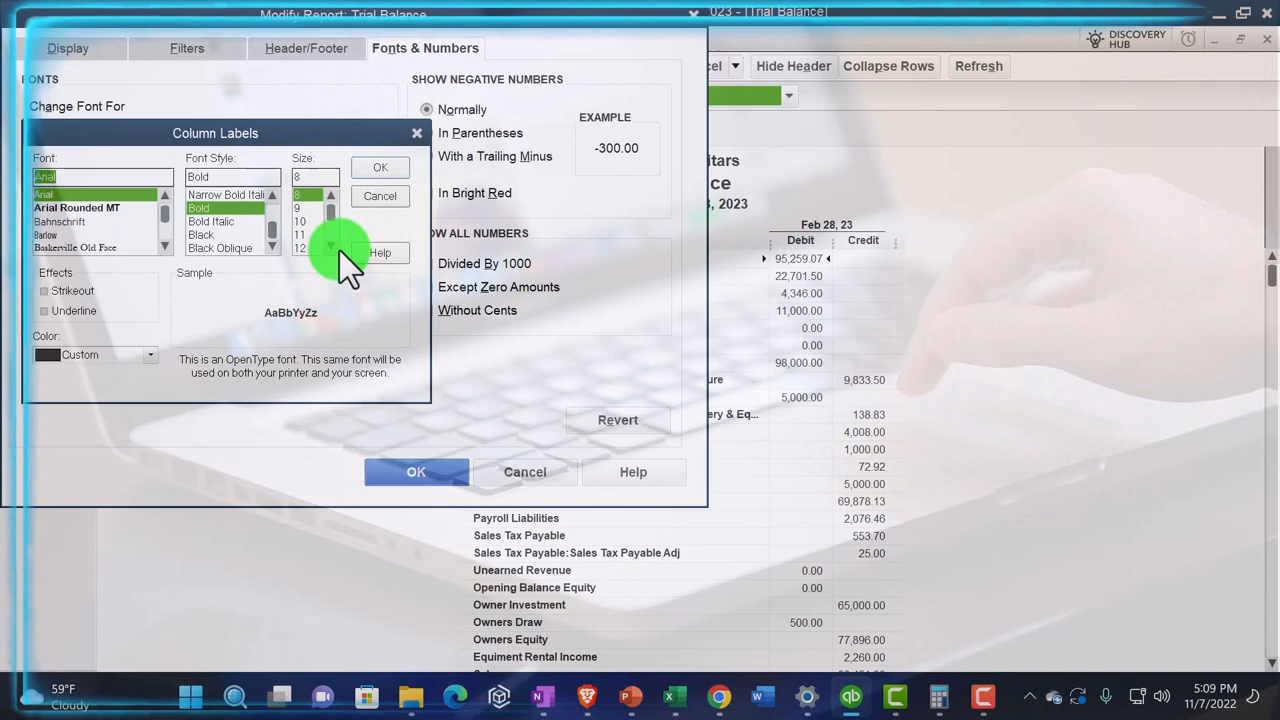 Modify Report: Trial Balance
023 - [Trial Balance]
DISCOVERY
HUB
Display
Filters
Header/Footer
Fonts & Numbers
Hide Header
Collapse Rows
Refresh
FONTS
Change Font For
SHOW NEGATIVE NUMBERS
Normally
In Parentheses
With a Trailing Minus
In Bright Red
EXAMPLE
-300.00
Column Labels
Font:
Font Style:
Size:
Arial
Bold
8
OK
Cancel
Help
Arial
Arial Rounded MT
Bahnschrift
Barlow
Baskerville Old Face
Narrow Bold Itali
Bold
Bold Italic
Black
Black Oblique
8
9
10
11
12
Effects
Strikeout
Underline
Color:
Custom
Sample
AaBbYyZz
This is an OpenType font. This same font will be
used on both your printer and your screen.
OW ALL NUMBERS
Divided By 1000
Except Zero Amounts
Without Cents
Revert
OK
Cancel
Help
itars
ce
8, 2023
Feb 28, 23
Debit
Credit
95,259.07
22,701.50
4,346.00
11,000.00
0.00
0.00
98,000.00
ure 9,833.50
5,000.00
ery & Eq... 138.83
4,008.00
1,000.00
72.92
5,000.00
69,878.13
Payroll Liabilities 2,076.46
Sales Tax Payable 553.70
Sales Tax Payable:Sales Tax Payable Adj 25.00
Unearned Revenue 0.00
Opening Balance Equity 0.00
Owner Investment 65,000.00
Owners Draw 500.00
Owners Equity 77,896.00
Equiment Rental Income 2,260.00
59°F
Cloudy
5:09 PM
11/7/2022